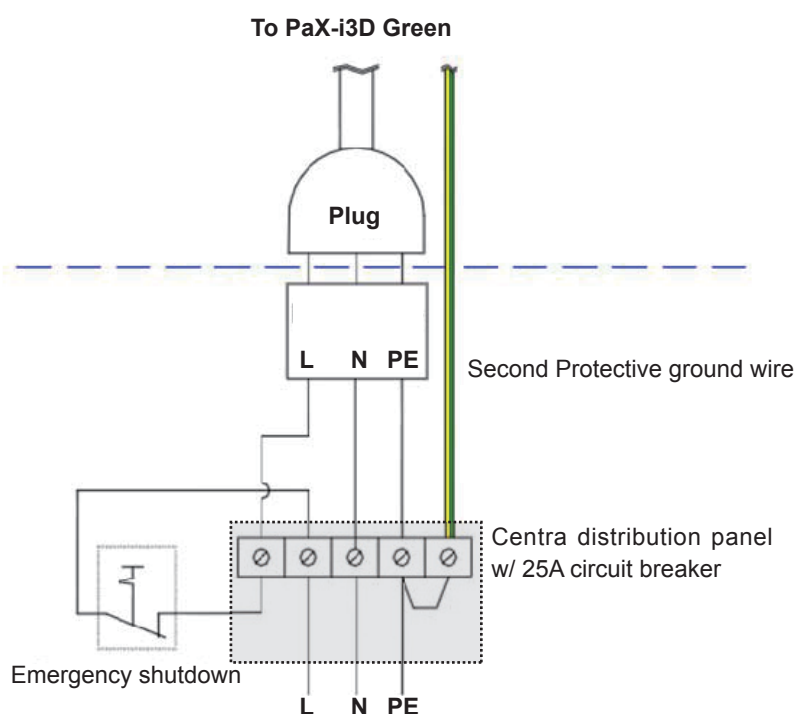 To PaX-i3D Green
Plug
L N PE
Second Protective ground wire
Centra distribution panel
w/ 25A circuit breaker
Emergency shutdown
L N PE